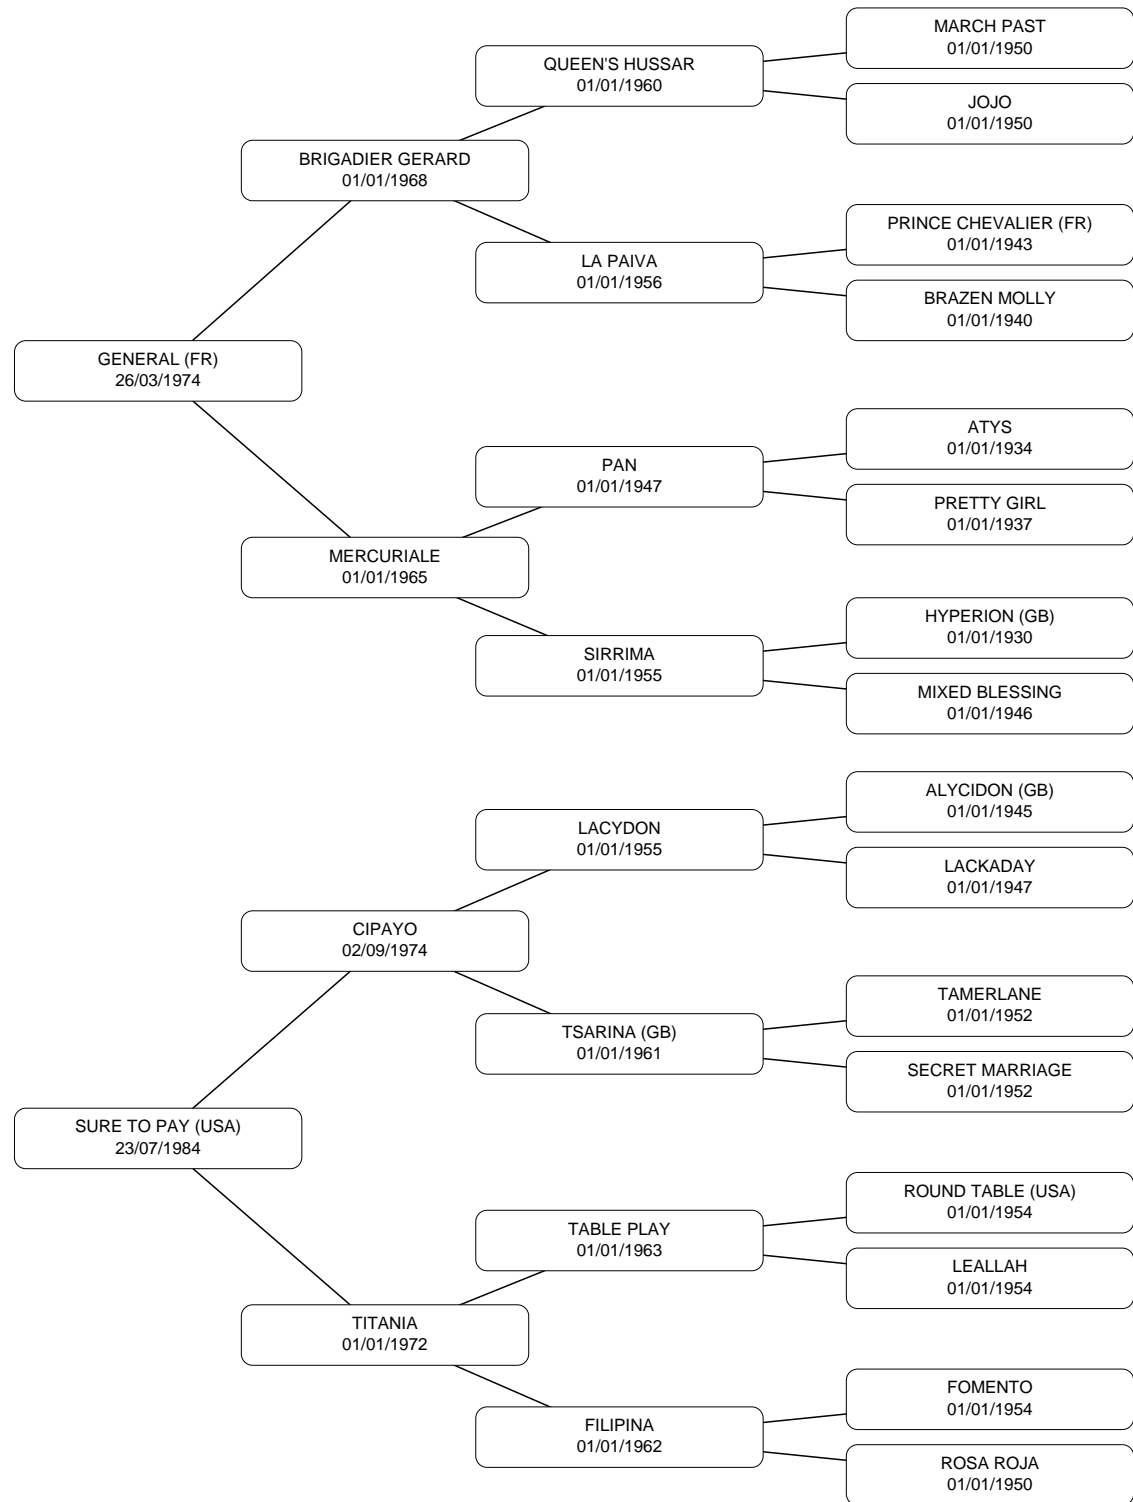 MARCH PAST
01/01/1950
QUEEN'S HUSSAR
01/01/1960
JOJO
01/01/1950
BRIGADIER GERARD
01/01/1968
PRINCE CHEVALIER (FR)
01/01/1943
LA PAIVA
01/01/1956
BRAZEN MOLLY
01/01/1940
GENERAL (FR)
26/03/1974
ATYS
01/01/1934
PAN
01/01/1947
PRETTY GIRL
01/01/1937
MERCURIALE
01/01/1965
HYPERION (GB)
01/01/1930
SIRRIMA
01/01/1955
MIXED BLESSING
01/01/1946
ALYCIDON (GB)
01/01/1945
LACYDON
01/01/1955
LACKADAY
01/01/1947
CIPAYO
02/09/1974
TAMERLANE
01/01/1952
TSARINA (GB)
01/01/1961
SECRET MARRIAGE
01/01/1952
SURE TO PAY (USA)
23/07/1984
ROUND TABLE (USA)
01/01/1954
TABLE PLAY
01/01/1963
LEALLAH
01/01/1954
TITANIA
01/01/1972
FOMENTO
01/01/1954
FILIPINA
01/01/1962
ROSA ROJA
01/01/1950